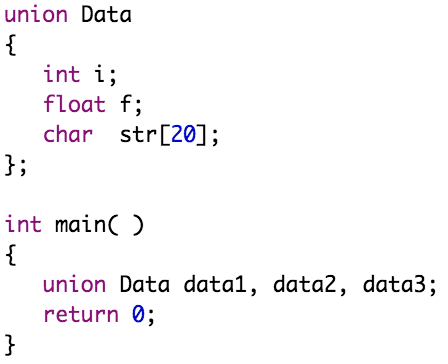 union Data
{
   int i;
   float f;
   char  str[20];
};

int main( )
{
   union Data data1, data2, data3;
   return 0;
}